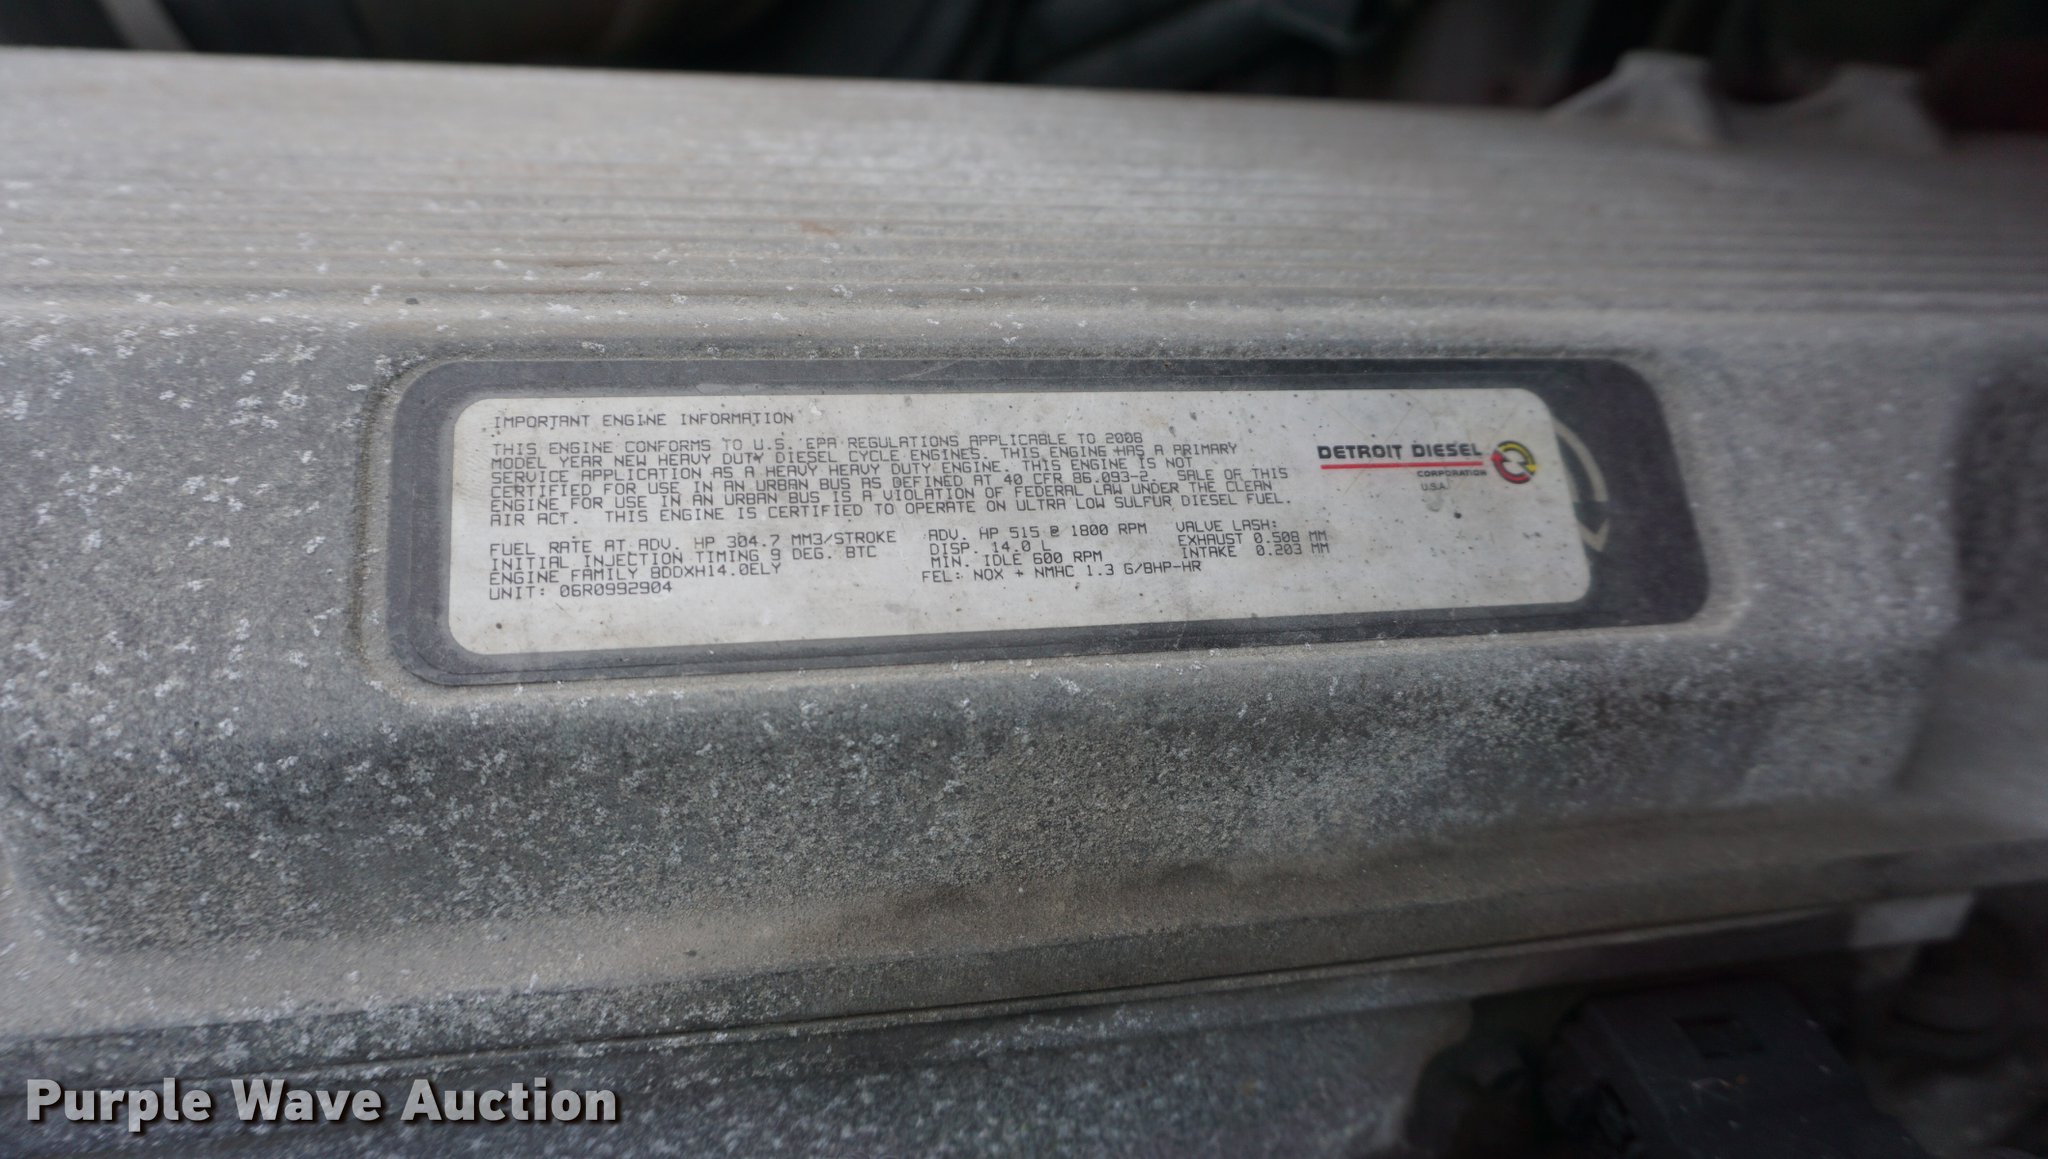 IMPORTANT ENGINE INFORMATION
THIS ENGINE CONFORMS TO U.S. EPA REGULATIONS APPLICABLE TO 2008
MODEL YEAR NEW HEAVY DUTY DIESEL CYCLE ENGINES. THIS ENGINE HAS A PRIMARY
SERVICE APPLICATION AS A HEAVY HEAVY DUTY ENGINE. THIS ENGINE IS NOT
CERTIFIED FOR USE IN AN URBAN BUS AS DEFINED AT 40 CFR 86.093-2. SALE OF THIS
ENGINE FOR USE IN AN URBAN BUS IS A VIOLATION OF FEDERAL LAW UNDER THE CLEAN
AIR ACT. THIS ENGINE IS CERTIFIED TO OPERATE ON ULTRA LOW SULFUR DIESEL FUEL.
FUEL RATE AT ADV. HP 304.7 MM3/STROKE
INITIAL INJECTION TIMING 9 DEG. BTC
ENGINE FAMILY 8DDXH14.0ELY
UNIT: 06R0992904
ADV. HP 515 @ 1800 RPM
DISP. 14.0 L
MIN. IDLE 600 RPM
FEL: NOX + NMHC 1.3 G/BHP-HR
VALVE LASH:
EXHAUST 0.508 MM
INTAKE 0.203 MM
DETROIT DIESEL
CORPORATION
U.S.A.
Purple Wave Auction